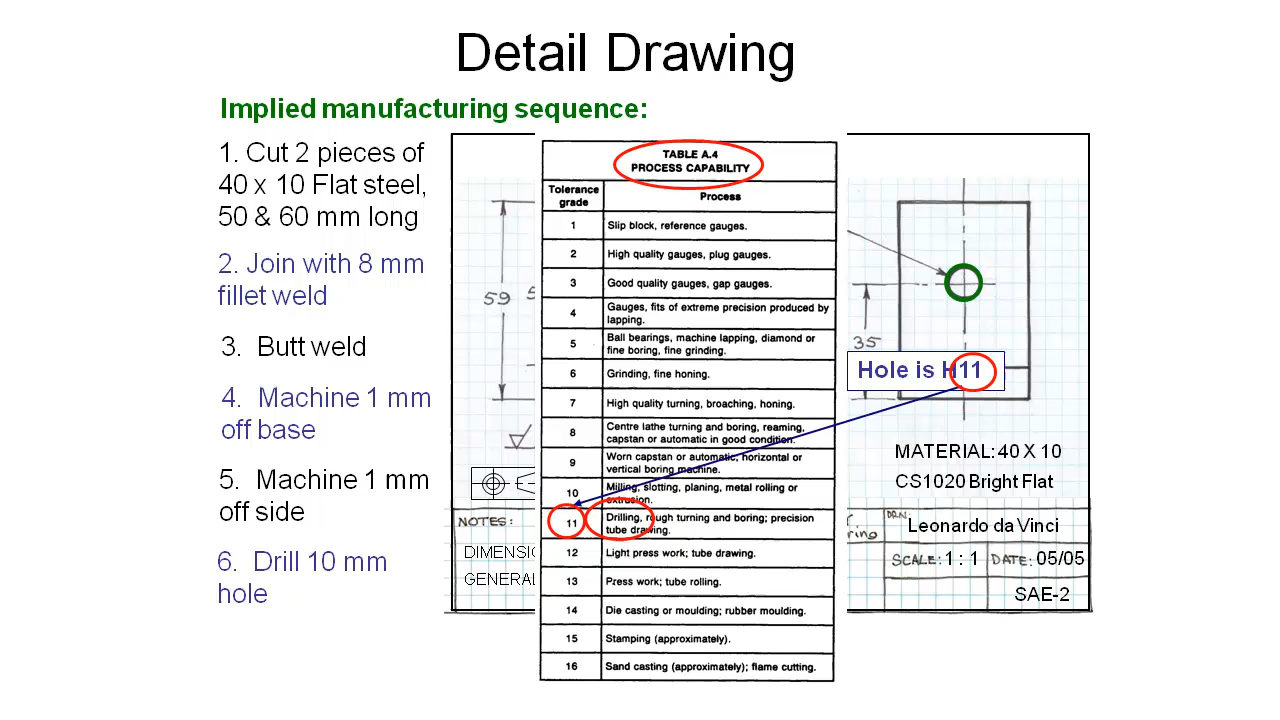 Detail Drawing
Implied manufacturing sequence:
1. Cut 2 pieces of
40 x 10 Flat steel,
50 & 60 mm long
2. Join with 8 mm
fillet weld
3. Butt weld
4. Machine 1 mm
off base
5. Machine 1 mm
off side
6. Drill 10 mm
hole
59
NOTES:
DIMENSIO
GENERAL
TABLE A.4
PROCESS CAPABILITY
Tolerance
grade
Process
1 Slip block, reference gauges.
2 High quality gauges, plug gauges.
3 Good quality gauges, gap gauges.
4 Gauges, fits of extreme precision produced by
lapping.
5 Ball bearings, machine lapping, diamond or
fine boring, fine grinding.
6 Grinding, fine honing.
7 High quality turning, broaching, honing.
8 Centre lathe turning and boring, reaming,
capstan or automatic in good condition.
9 Worn capstan or automatic, horizontal or
vertical boring machine.
10 Milling, slotting, planing, metal rolling or
extrusion.
11 Drilling, rough turning and boring; precision
tube drawing.
12 Light press work; tube drawing.
13 Press work; tube rolling.
14 Die casting or moulding; rubber moulding.
15 Stamping (approximately).
16 Sand casting (approximately); flame cutting.
35
Hole is H11
MATERIAL: 40 X 10
CS1020 Bright Flat
ring
DRN:
Leonardo da Vinci
SCALE: 1 : 1 DATE: 05/05
SAE-2